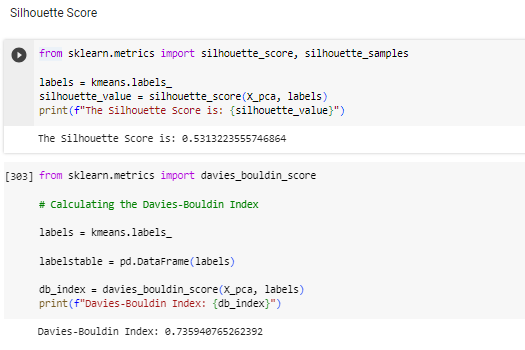 Silhouette Score
from sklearn.metrics import silhouette_score, silhouette_samples
labels = kmeans.labels_
silhouette_value = silhouette_score(X_pca, labels)
print(f"The Silhouette Score is: {silhouette_value}")
The Silhouette Score is: 0.5313223555746864
[303] from sklearn.metrics import davies_bouldin_score
# Calculating the Davies-Bouldin Index
labels = kmeans.labels_
labelstable = pd.DataFrame(labels)
db_index = davies_bouldin_score(X_pca, labels)
print(f"Davies-Bouldin Index: {db_index}")
Davies-Bouldin Index: 0.735940765262392